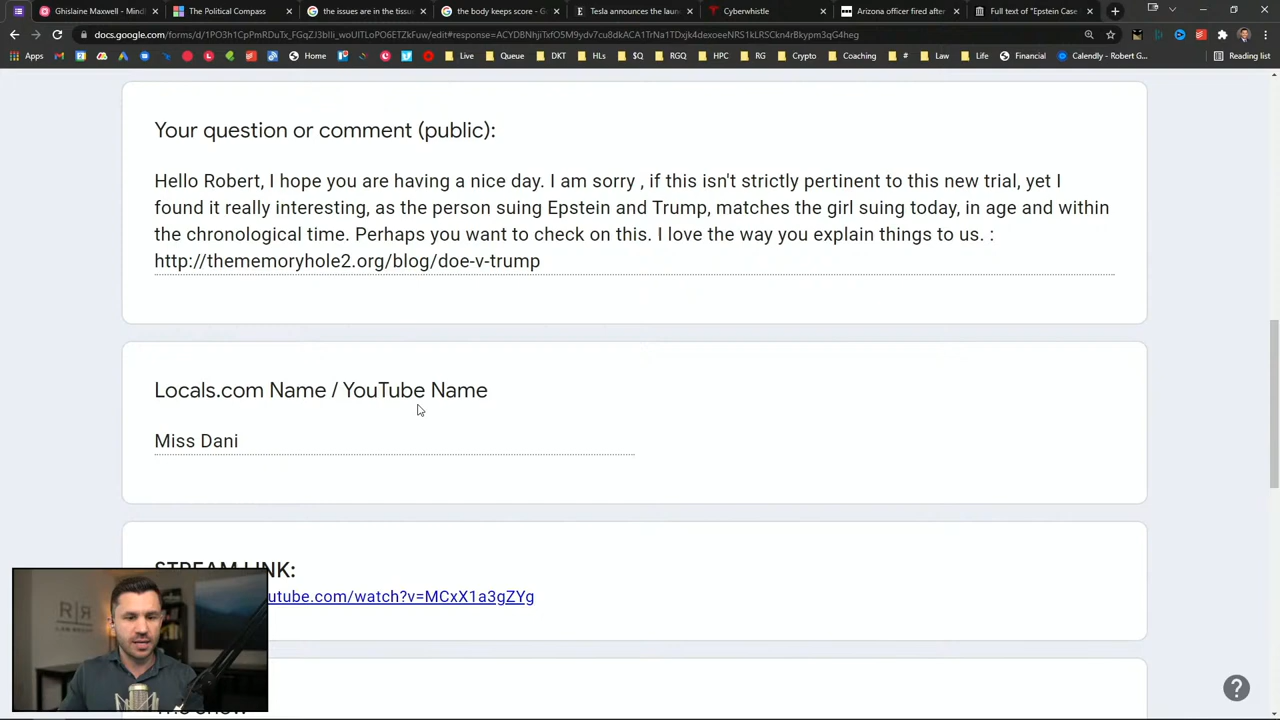 Ghislaine Maxwell - Mindl
The Political Compass
the issues are in the tissu
the body keeps score - G
Tesla announces the laun
Cyberwhistle
Arizona officer fired after
Full text of "Epstein Case
Apps
Home
Live
Queue
DKT
HLs
$Q
RGQ
HPC
RG
Crypto
Coaching
#
Law
Life
Financial
Calendly - Robert G...
Reading list
Your question or comment (public):
Hello Robert, I hope you are having a nice day. I am sorry , if this isn't strictly pertinent to this new trial, yet I
found it really interesting, as the person suing Epstein and Trump, matches the girl suing today, in age and within
the chronological time. Perhaps you want to check on this. I love the way you explain things to us. :
http://thememoryhole2.org/blog/doe-v-trump
Locals.com Name / YouTube Name
Miss Dani
STREAM LINK:
utube.com/watch?v=MCxX1a3gZYg
R|R
LAW GROUP